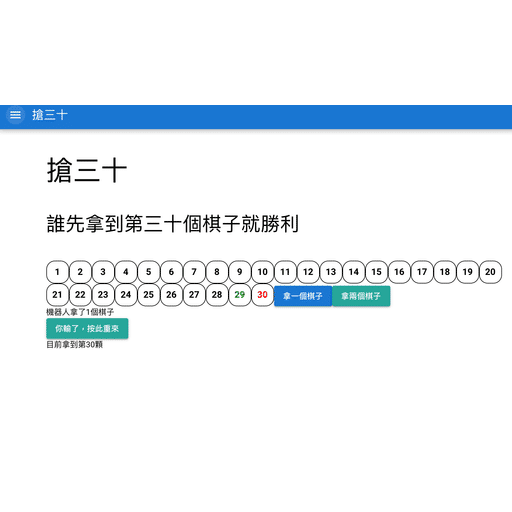 搶三十
搶三十
誰先拿到第三十個棋子就勝利
1 2 3 4 5 6 7 8 9 10 11 12 13 14 15 16 17 18 19 20
21 22 23 24 25 26 27 28 29 30 拿一個棋子 拿兩個棋子
機器人拿了1個棋子
你輸了，按此重來
目前拿到第30顆